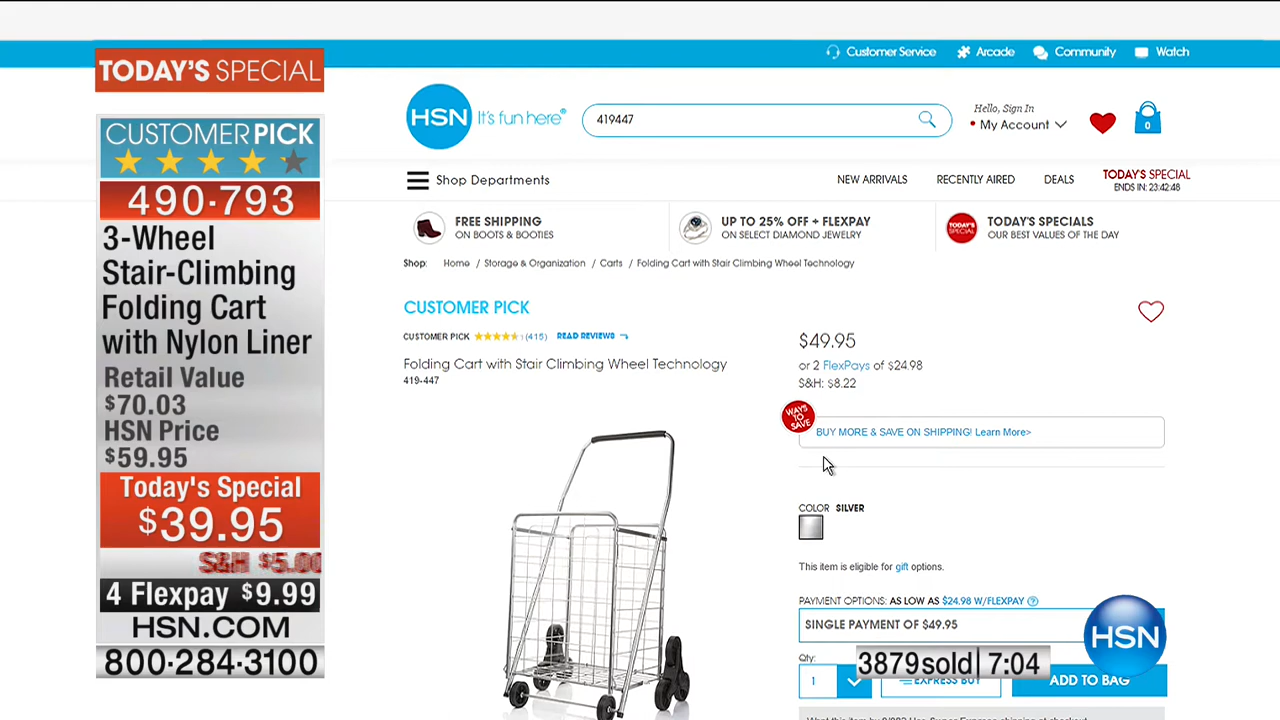 TODAY'S SPECIAL
CUSTOMER PICK
490-793
3-Wheel
Stair-Climbing
Folding Cart
with Nylon Liner
Retail Value
$70.03
HSN Price
$59.95
Today's Special
$39.95
S&H $5.00
4 Flexpay $9.99
HSN.COM
800-284-3100
Customer Service
Arcade
Community
Watch
HSN It's fun here®
419447
Hello, Sign In
My Account
0
Shop Departments
NEW ARRIVALS
RECENTLY AIRED
DEALS
TODAY'S SPECIAL
ENDS IN: 23:42:48
FREE SHIPPING
ON BOOTS & BOOTIES
UP TO 25% OFF + FLEXPAY
ON SELECT DIAMOND JEWELRY
TODAY'S SPECIAL
TODAY'S SPECIALS
OUR BEST VALUES OF THE DAY
Shop: Home / Storage & Organization / Carts / Folding Cart with Stair Climbing Wheel Technology
CUSTOMER PICK
CUSTOMER PICK (415) READ REVIEWS
Folding Cart with Stair Climbing Wheel Technology
419-447
$49.95
or 2 FlexPays of $24.98
S&H: $8.22
WAYS TO SAVE
BUY MORE & SAVE ON SHIPPING! Learn More>
COLOR SILVER
This item is eligible for gift options.
PAYMENT OPTIONS: AS LOW AS $24.98 W/FLEXPAY ?
SINGLE PAYMENT OF $49.95
HSN
3879sold 7:04
Qty:
1
EXPRESS BUY
ADD TO BAG